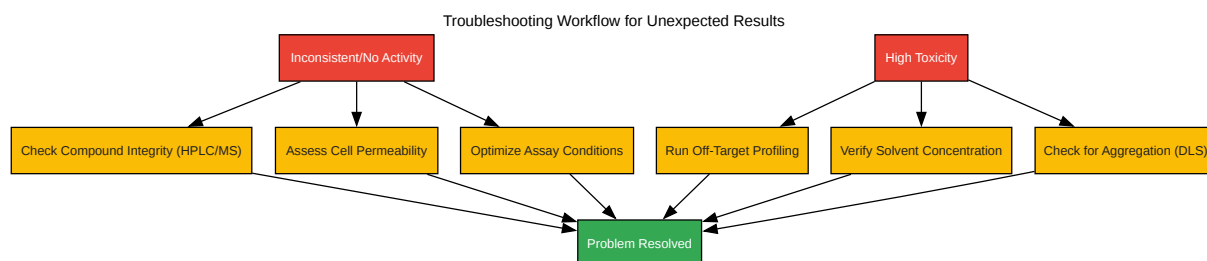 Troubleshooting Workflow for Unexpected Results
Inconsistent/No Activity
High Toxicity
Check Compound Integrity (HPLC/MS)
Assess Cell Permeability
Optimize Assay Conditions
Run Off-Target Profiling
Verify Solvent Concentration
Check for Aggregation (DLS)
Problem Resolved